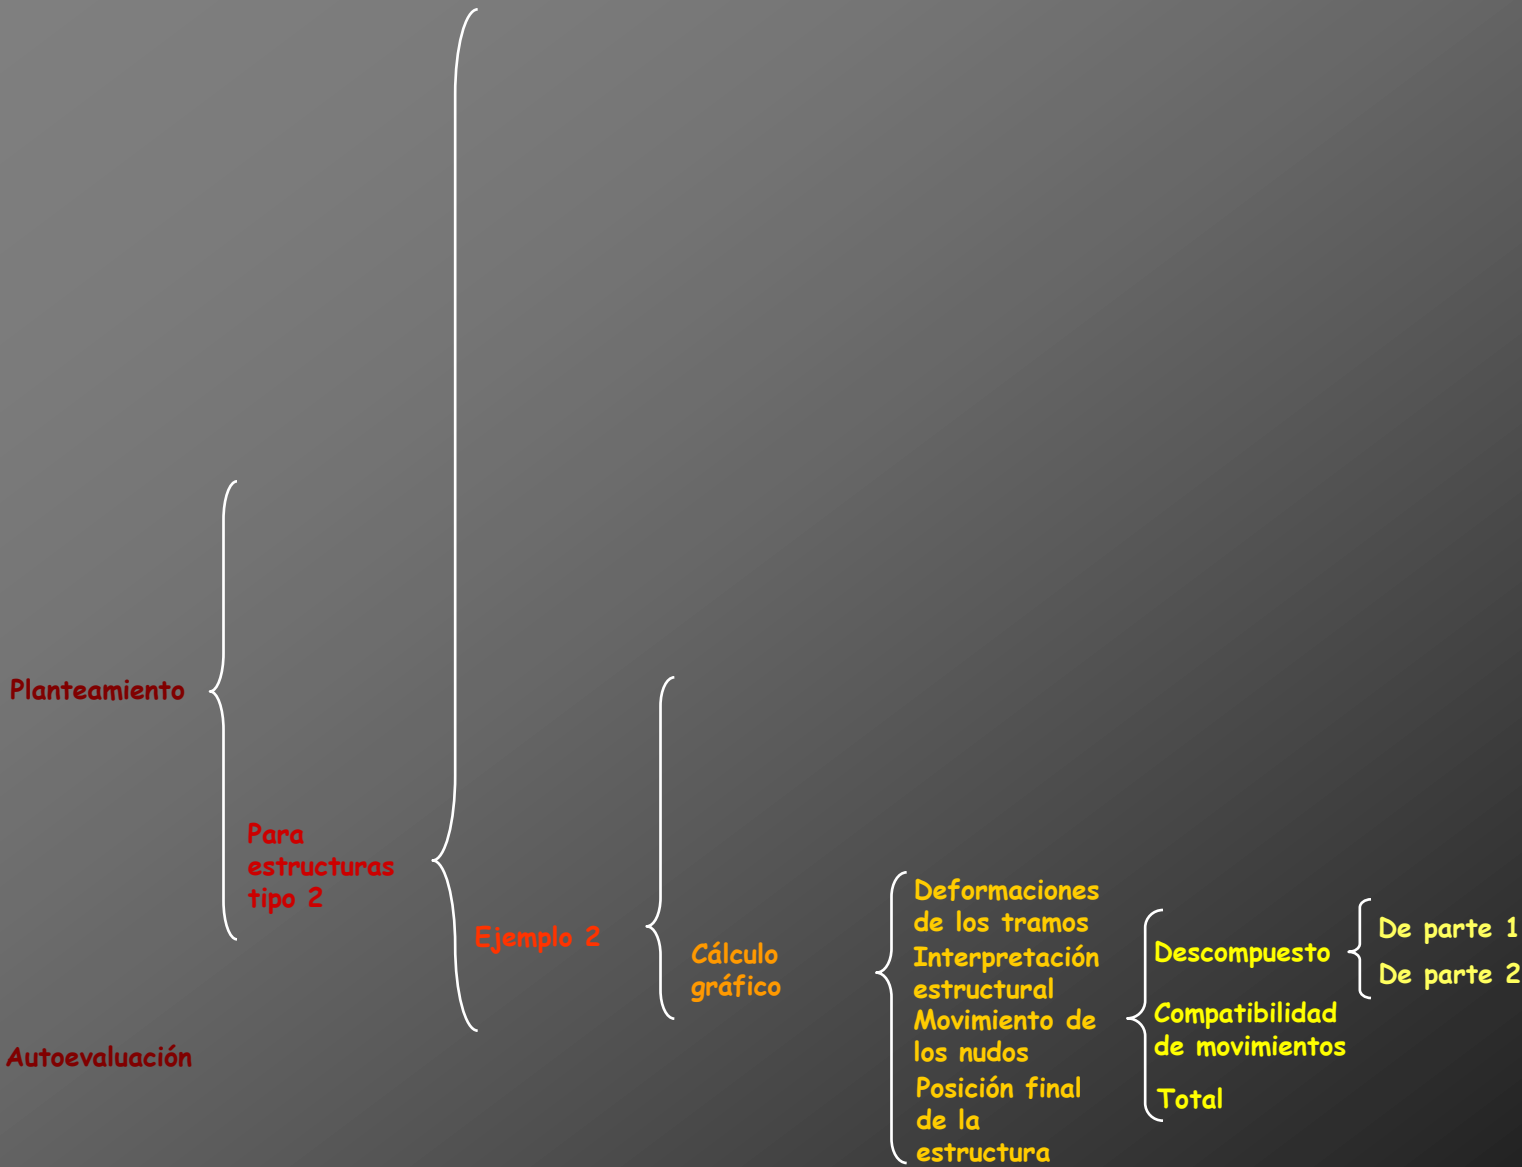 Planteamiento
Para
estructuras
tipo 2
Ejemplo 2
Cálculo
gráfico
Deformaciones
de los tramos
Interpretación
estructural
Movimiento de
los nudos
Posición final
de la
estructura
Descompuesto
Compatibilidad
de movimientos
Total
De parte 1
De parte 2
Autoevaluación